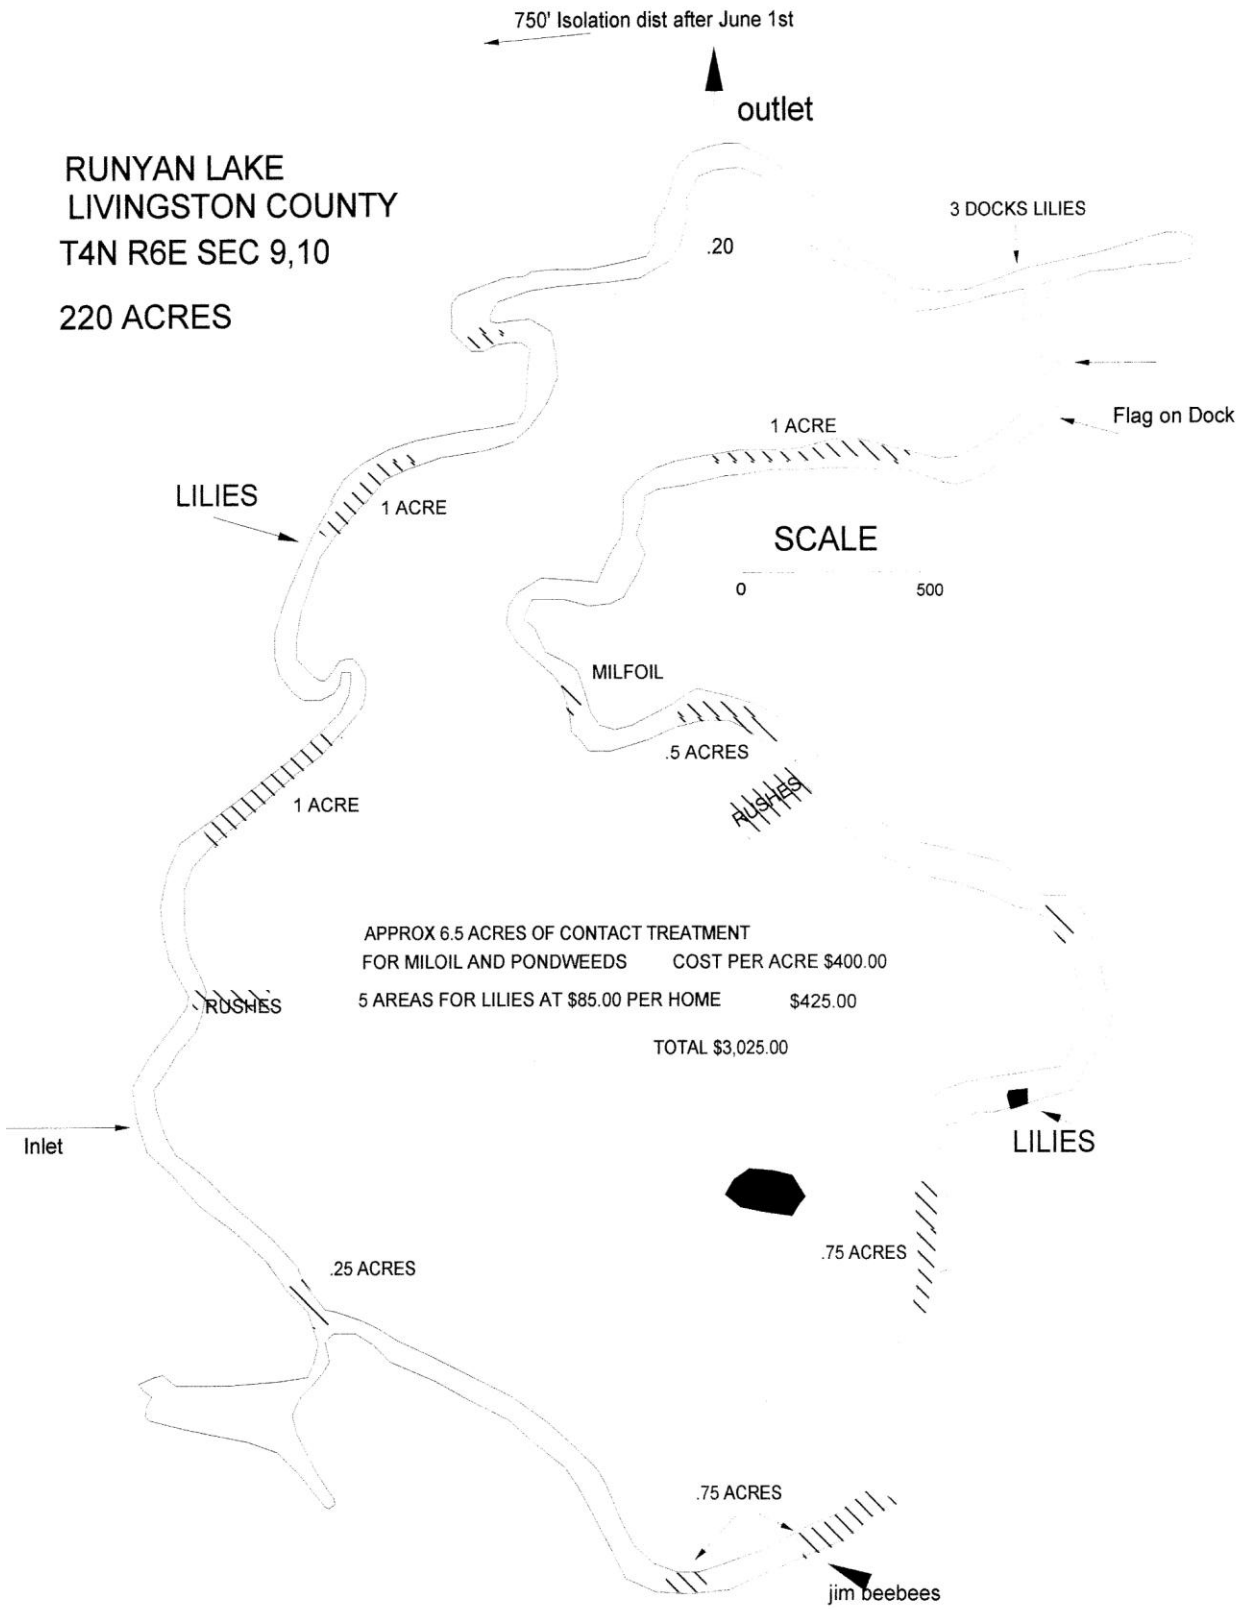 750' Isolation dist after June 1st
outlet
RUNYAN LAKE
LIVINGSTON COUNTY
T4N R6E SEC 9,10
220 ACRES
3 DOCKS LILIES
.20
Flag on Dock
1 ACRE
LILIES
1 ACRE
SCALE
0 500
MILFOIL
.5 ACRES
RUSHES
1 ACRE
APPROX 6.5 ACRES OF CONTACT TREATMENT
FOR MILOIL AND PONDWEEDS COST PER ACRE $400.00
5 AREAS FOR LILIES AT $85.00 PER HOME $425.00
TOTAL $3,025.00
RUSHES
Inlet
LILIES
.75 ACRES
.25 ACRES
.75 ACRES
jim beebees